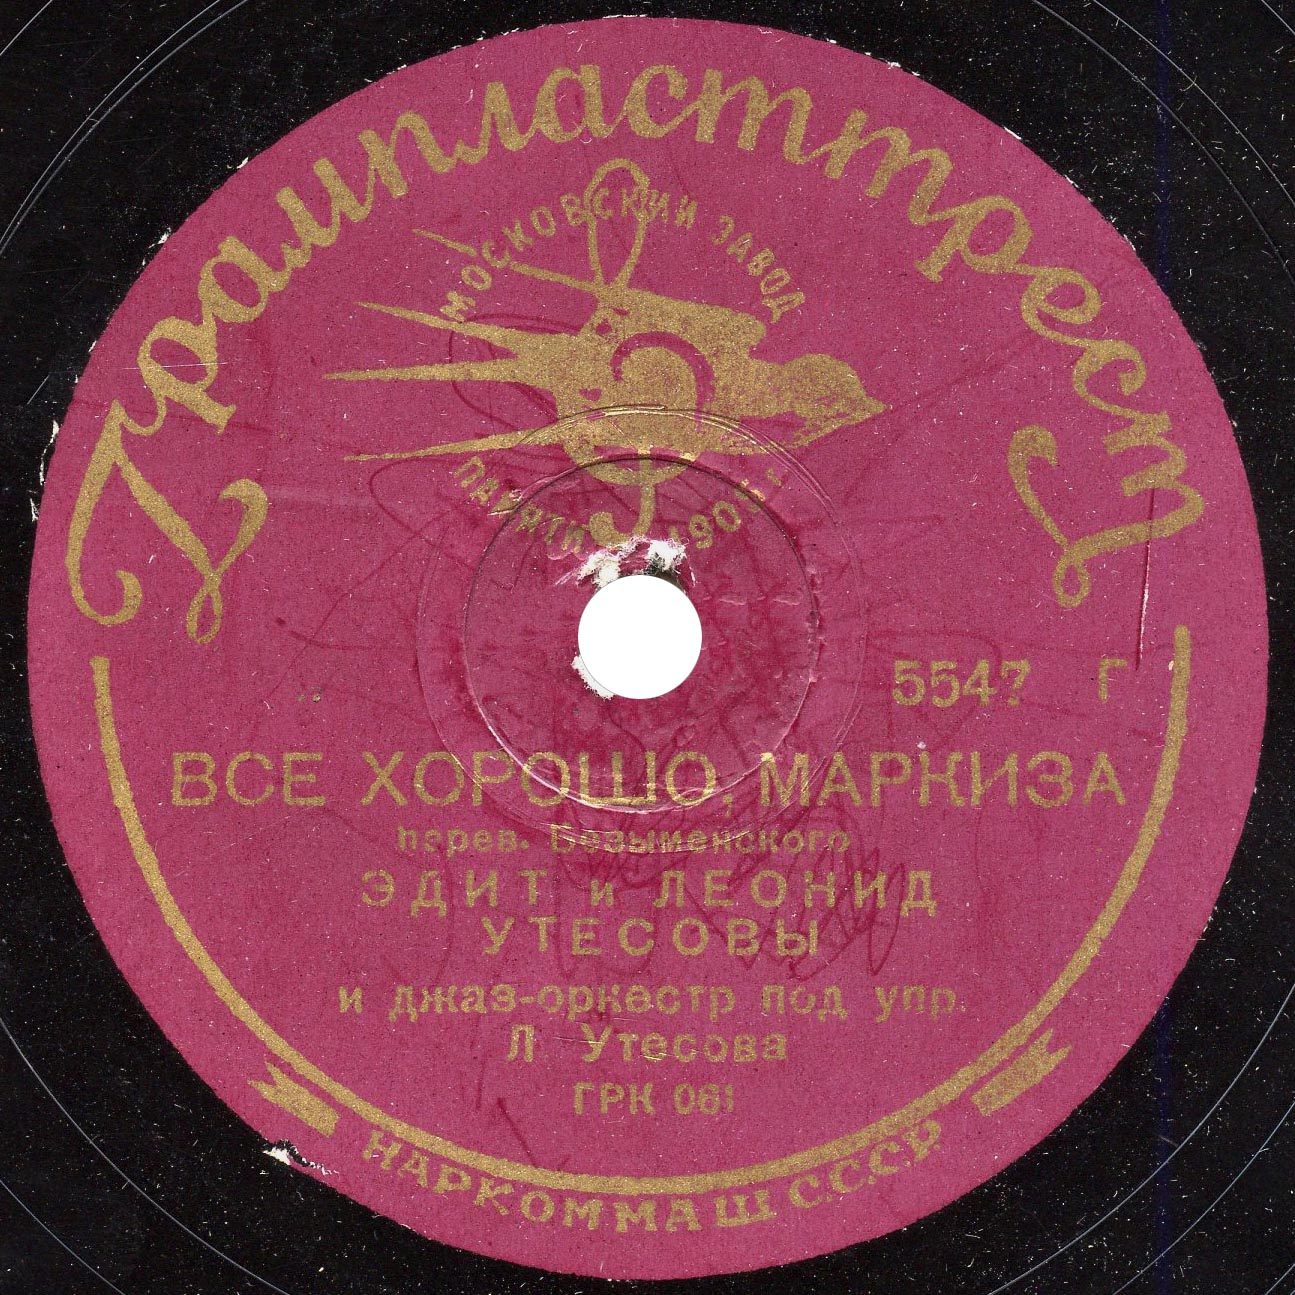 Грампласттрест
МОСКОВСКИЙ ЗАВОД
ПАМЯТИ 1905 г.
5547 Г
ВСЕ ХОРОШО, МАРКИЗА
перев. Безыменского
ЭДИТ и ЛЕОНИД
УТЕСОВЫ
и джаз-оркестр под упр.
Л. Утесова
ГРК 061
НАРКОММАШ С.С.С.Р.